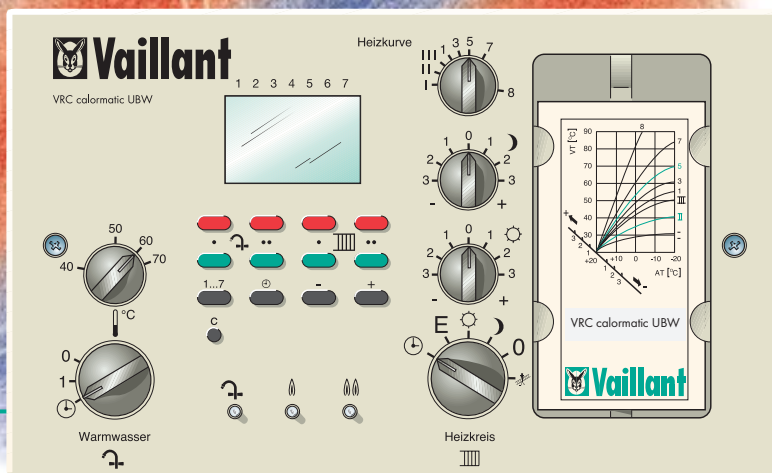 Vaillant
VRC calormatic UBW
1 2 3 4 5 6 7
Heizkurve
I II III 1 3 5 7 8
3 2 1 0 1 2 3
- +
3 2 1 0 1 2 3
- +
40 50 60 70
°C
0
1
Warmwasser
1...7 - +
C
E 0
Heizkreis
VT [°C]
90
80
70
60
50
40
30
8
7
5
3
1
III
II
-
+20 +10 0 -10 -20
AT [°C]
+ 3 2 1
1 2 3 -
VRC calormatic UBW
Vaillant